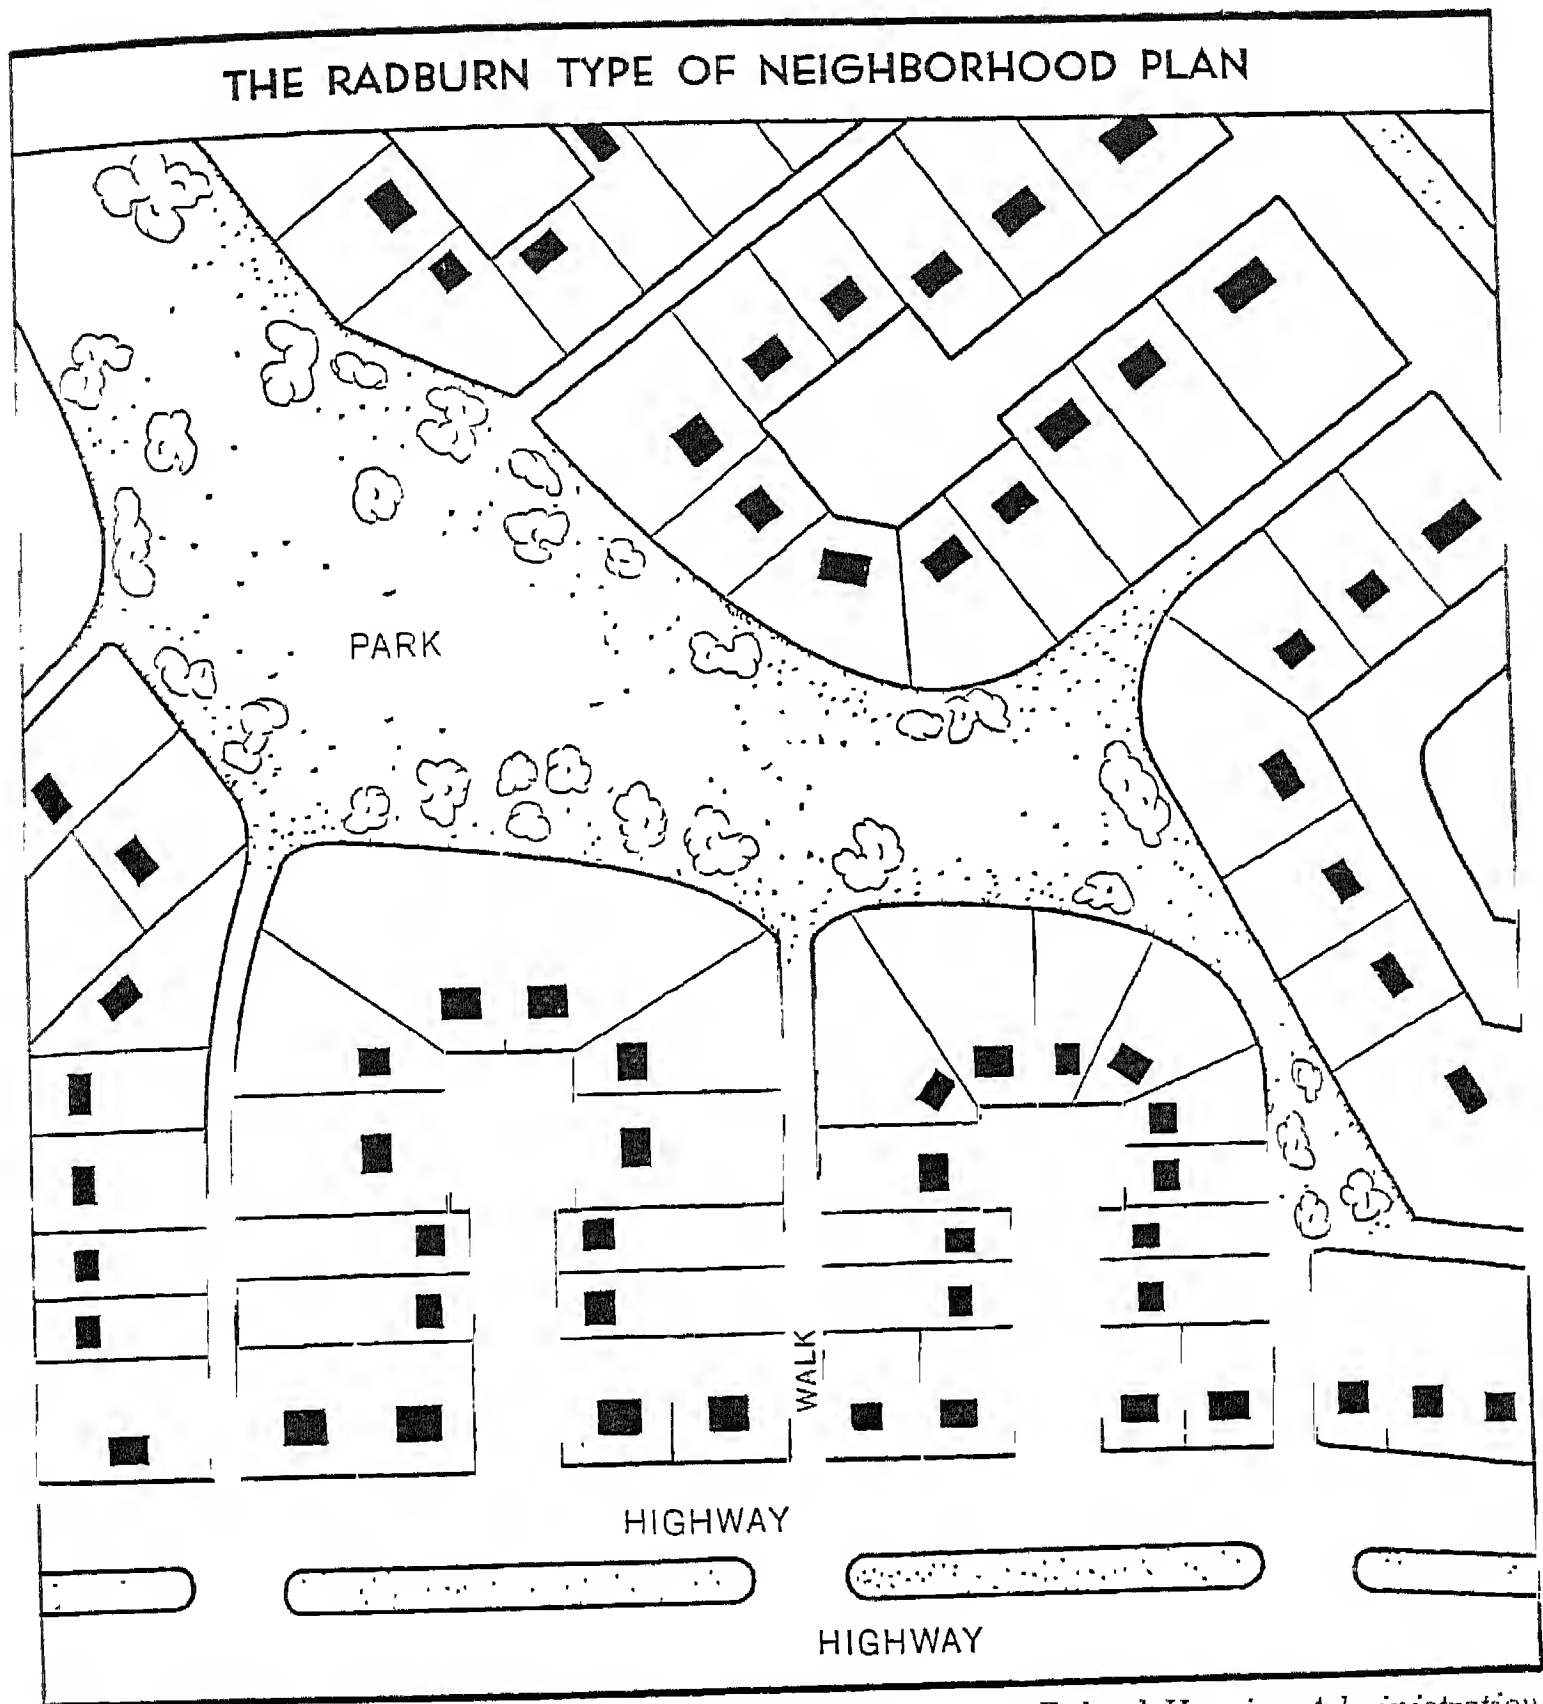 THE RADBURN TYPE OF NEIGHBORHOOD PLAN
PARK
WALK
HIGHWAY
HIGHWAY